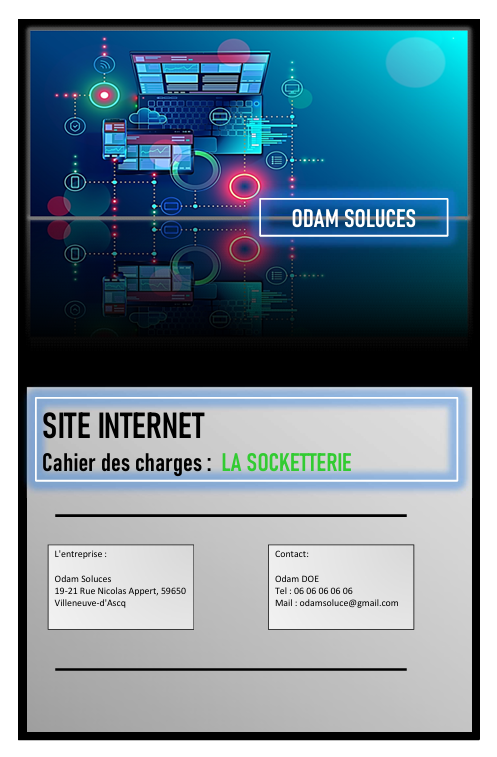 ODAM SOLUCES
SITE INTERNET
Cahier des charges : LA SOCKETTERIE
L'entreprise :
Odam Soluces
19-21 Rue Nicolas Appert, 59650
Villeneuve-d'Ascq
Contact:
Odam DOE
Tel : 06 06 06 06 06
Mail : odamsoluce@gmail.com